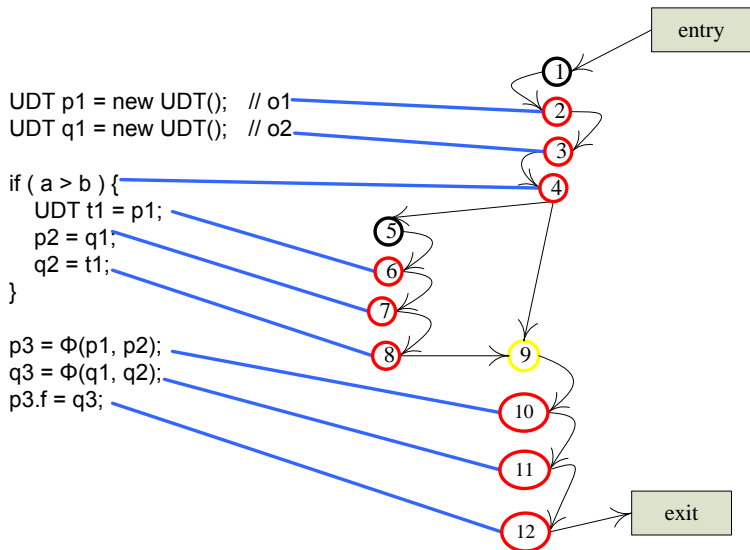 entry
1
UDT p1 = new UDT(); // o1
2
UDT q1 = new UDT(); // o2
3
if ( a > b ) {
4
UDT t1 = p1;
5
p2 = q1;
6
q2 = t1;
7
}
8
9
p3 = Φ(p1, p2);
q3 = Φ(q1, q2);
p3.f = q3;
10
11
12
exit